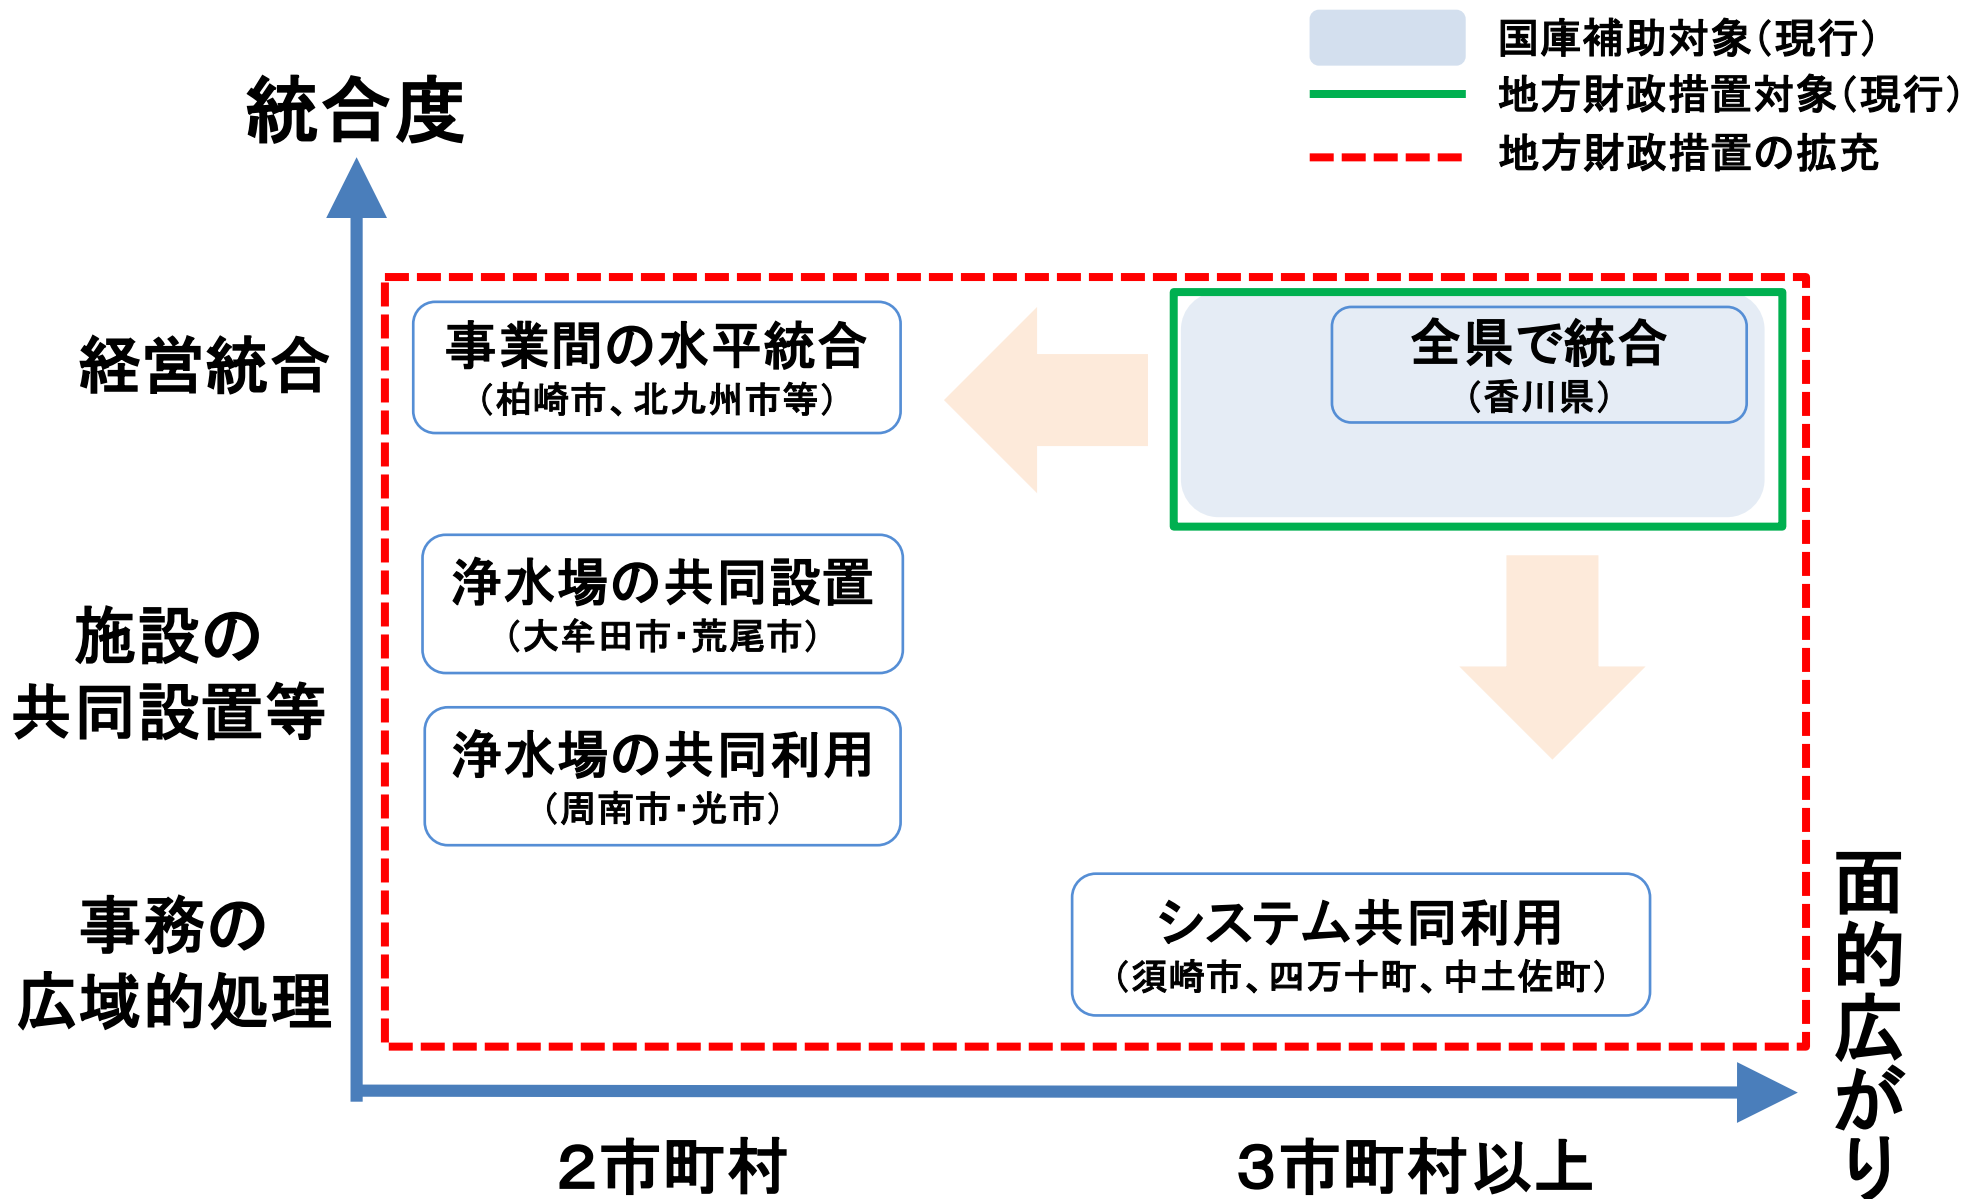 国庫補助対象（現行）
地方財政措置対象（現行）
地方財政措置の拡充
統合度
経営統合
事業間の水平統合
（柏崎市、北九州市等）
全県で統合
（香川県）
施設の
共同設置等
浄水場の共同設置
（大牟田市・荒尾市）
浄水場の共同利用
（周南市・光市）
事務の
広域的処理
システム共同利用
（須崎市、四万十町、中土佐町）
面的広がり
２市町村
３市町村以上